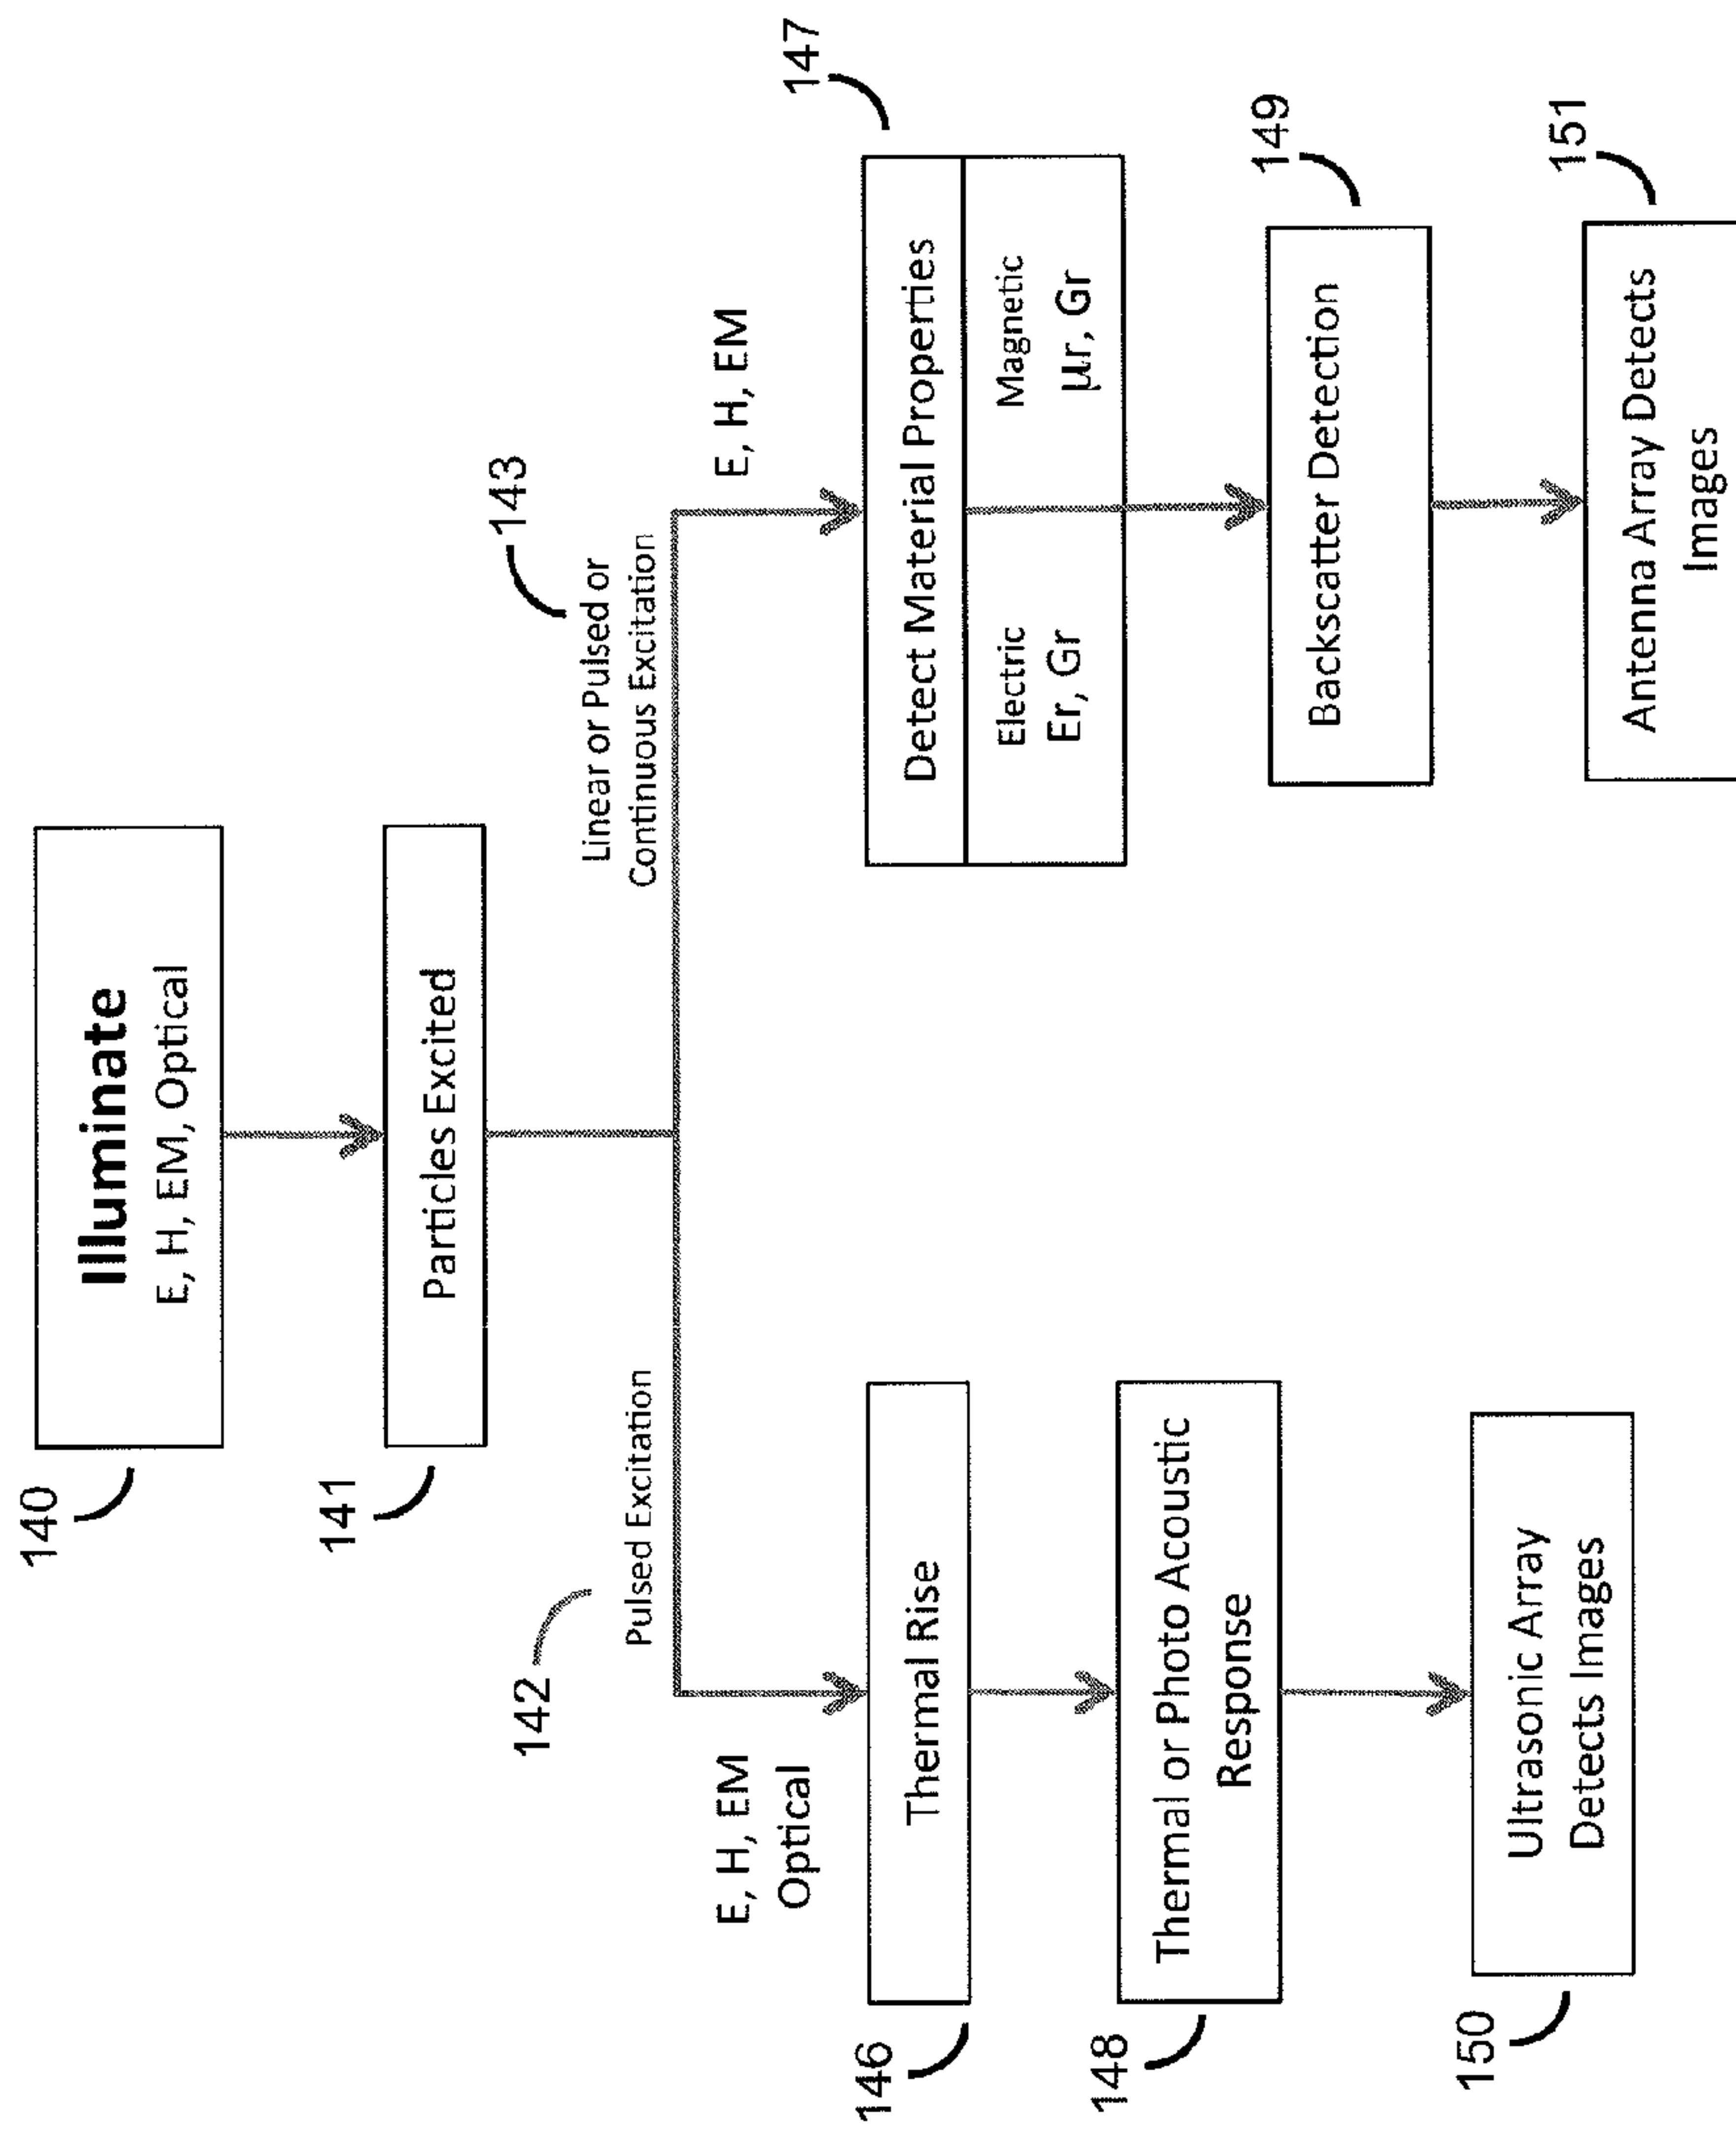 140
Illuminate
E, H, EM, Optical
141
Particles Excited
142
Pulsed Excitation
143
Linear or Pulsed or
Continuous Excitation
E, H, EM
Optical
E, H, EM
146
Thermal Rise
147
Detect Material Properties
Electric
Er, Gr
Magnetic
µr, Gr
148
Thermal or Photo Acoustic
Response
149
Backscatter Detection
150
Ultrasonic Array
Detects Images
151
Antenna Array Detects
Images